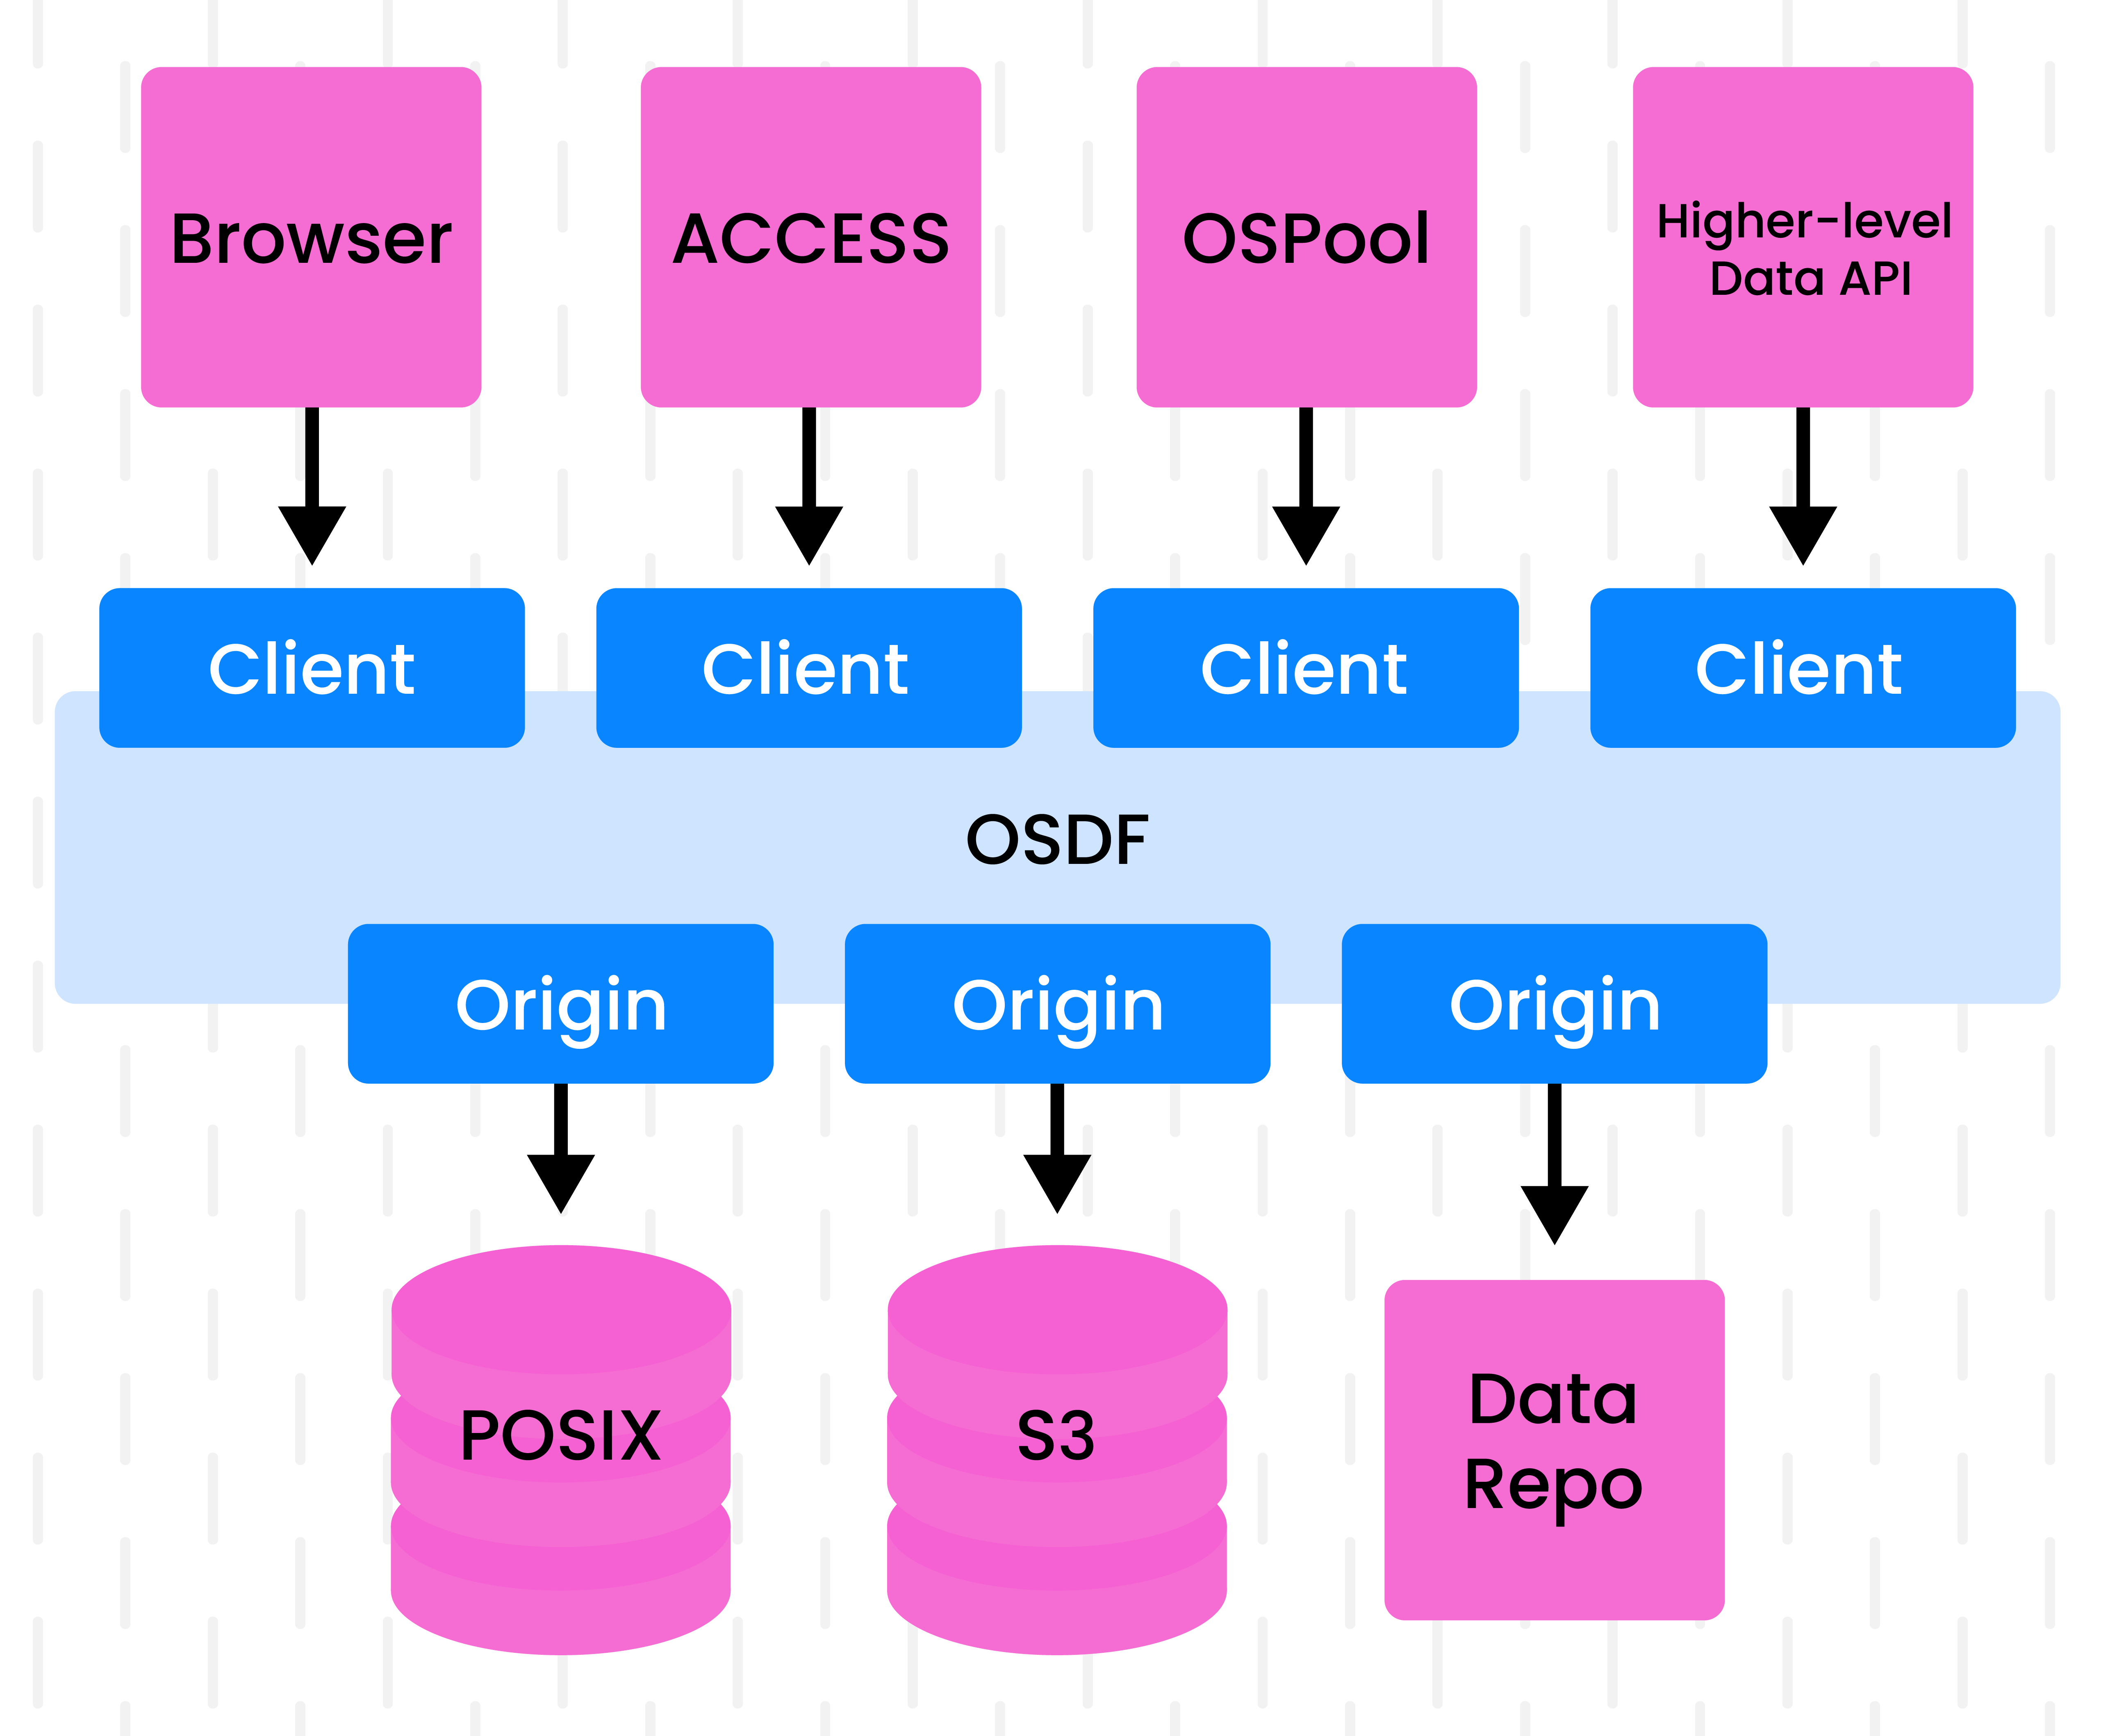 Browser
ACCESS
OSPool
Higher-level
Data API
Client
Client
Client
Client
OSDF
Origin
Origin
Origin
POSIX
S3
Data
Repo